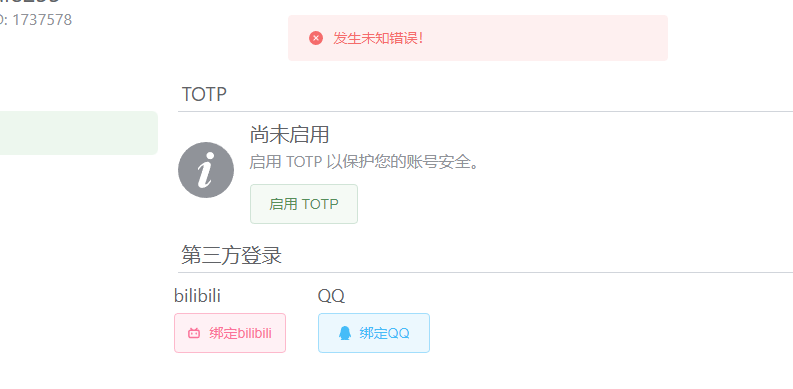 : 1737578
发生未知错误！
TOTP
尚未启用
启用 TOTP 以保护您的账号安全。
启用 TOTP
第三方登录
bilibili
QQ
绑定bilibili
绑定QQ